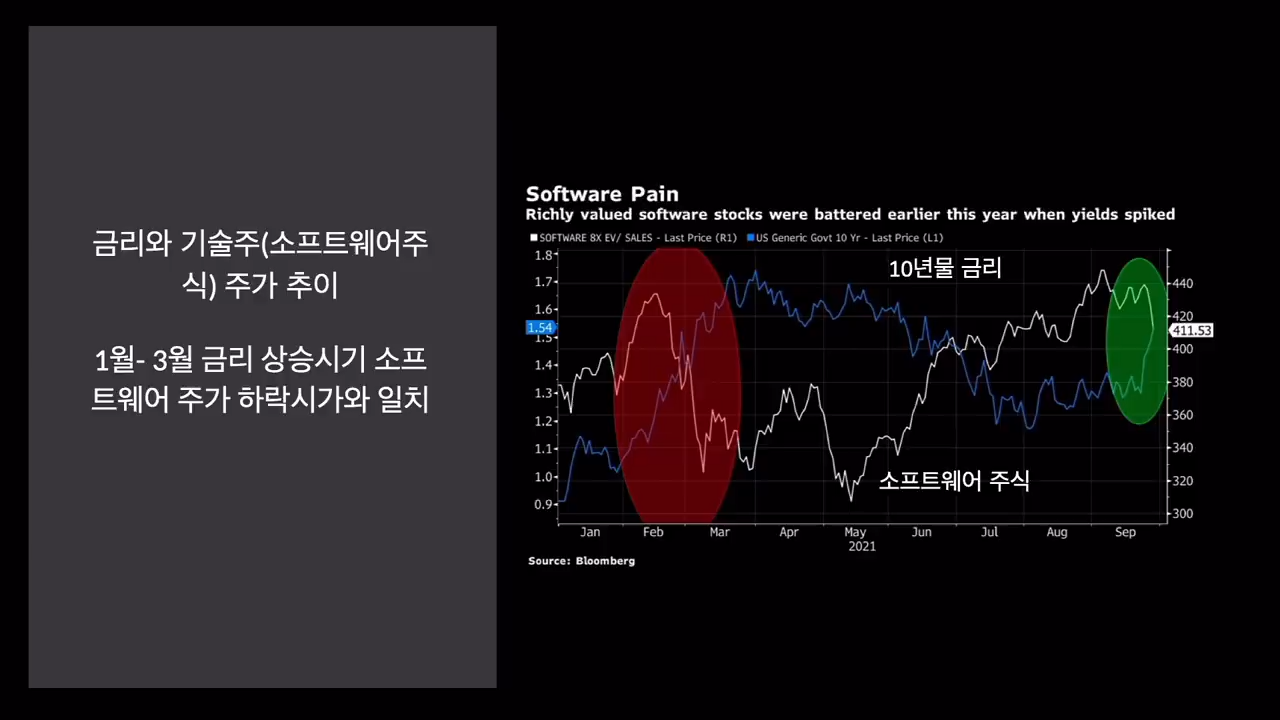 금리와 기술주(소프트웨어주
식) 주가 추이
1월- 3월 금리 상승시기 소프
트웨어 주가 하락시가와 일치
Software Pain
Richly valued software stocks were battered earlier this year when yields spiked
SOFTWARE 8X EV/ SALES - Last Price (R1) US Generic Govt 10 Yr - Last Price (L1)
10년물 금리
소프트웨어 주식
1.8
1.7
1.6
1.54
1.5
1.4
1.3
1.2
1.1
1.0
0.9
440
420
411.53
400
380
360
340
320
300
Jan Feb Mar Apr May Jun Jul Aug Sep
2021
Source: Bloomberg